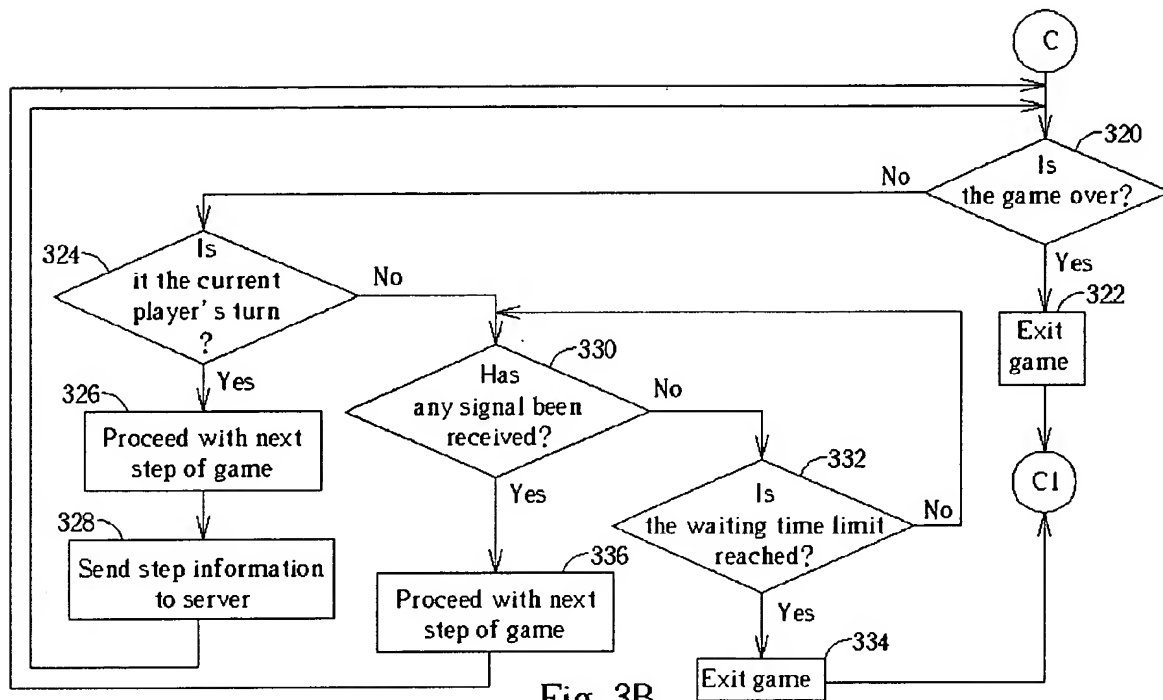 C
320
Is
the game over?
No
Yes
324
Is
it the current
player's turn
?
No
Yes
322
Exit
game
330
Has
any signal been
received?
No
Yes
326
Proceed with next
step of game
332
Is
the waiting time limit
reached?
No
Yes
C1
328
Send step information
to server
336
Proceed with next
step of game
334
Exit game
Fig. 3B